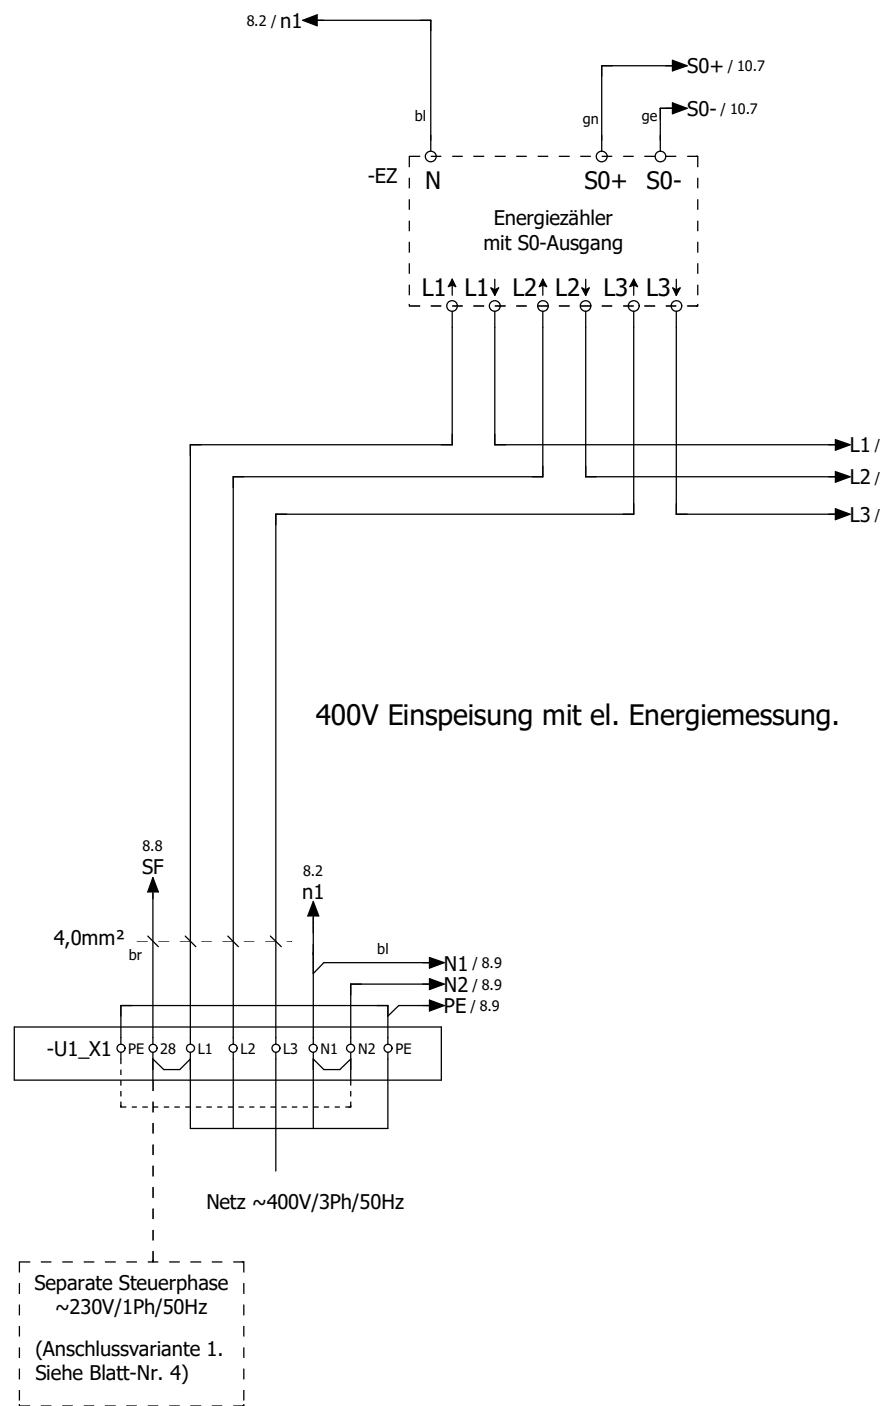 8.2 / n1
S0+ / 10.7
S0- / 10.7
bl
gn
ge
-EZ
N
S0+
S0-
Energiezähler
mit S0-Ausgang
L1↑ L1↓ L2↑ L2↓ L3↑ L3↓
L1 /
L2 /
L3 /
400V Einspeisung mit el. Energiemessung.
8.8
SF
8.2
n1
4,0mm²
br
bl
N1 / 8.9
N2 / 8.9
PE / 8.9
-U1_X1 PE 28 L1 L2 L3 N1 N2 PE
Netz ~400V/3Ph/50Hz
Separate Steuerphase
~230V/1Ph/50Hz
(Anschlussvariante 1.
Siehe Blatt-Nr. 4)